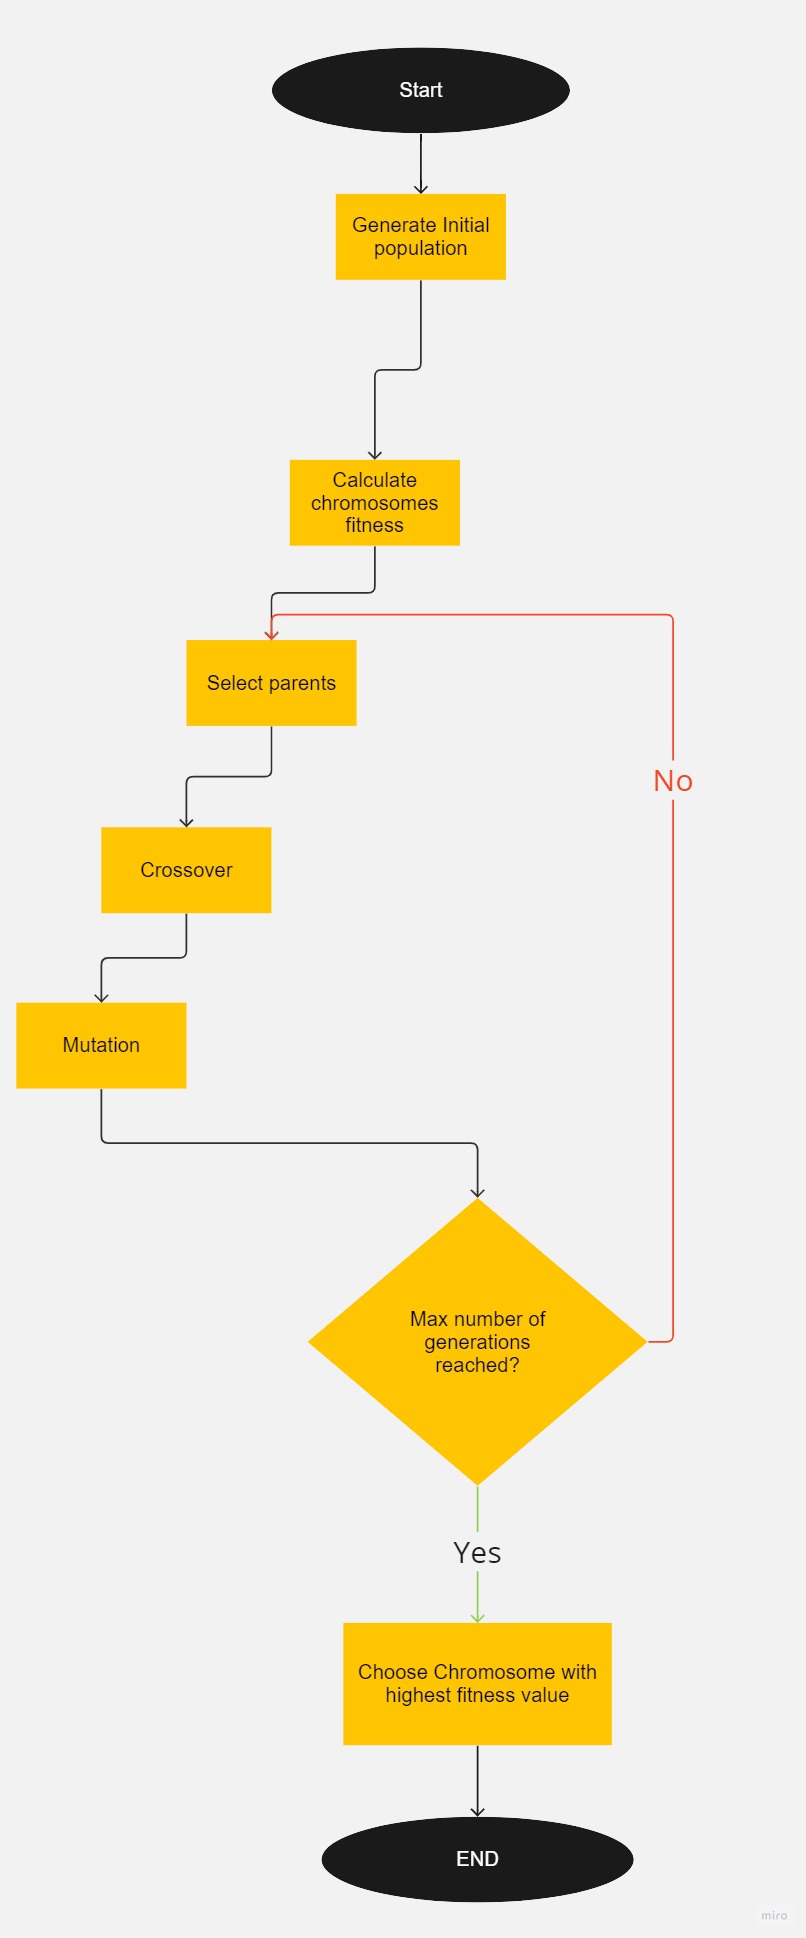 Start
Generate Initial
population
Calculate
chromosomes
fitness
Select parents
No
Crossover
Mutation
Max number of
generations
reached?
Yes
Choose Chromosome with
highest fitness value
END
miro